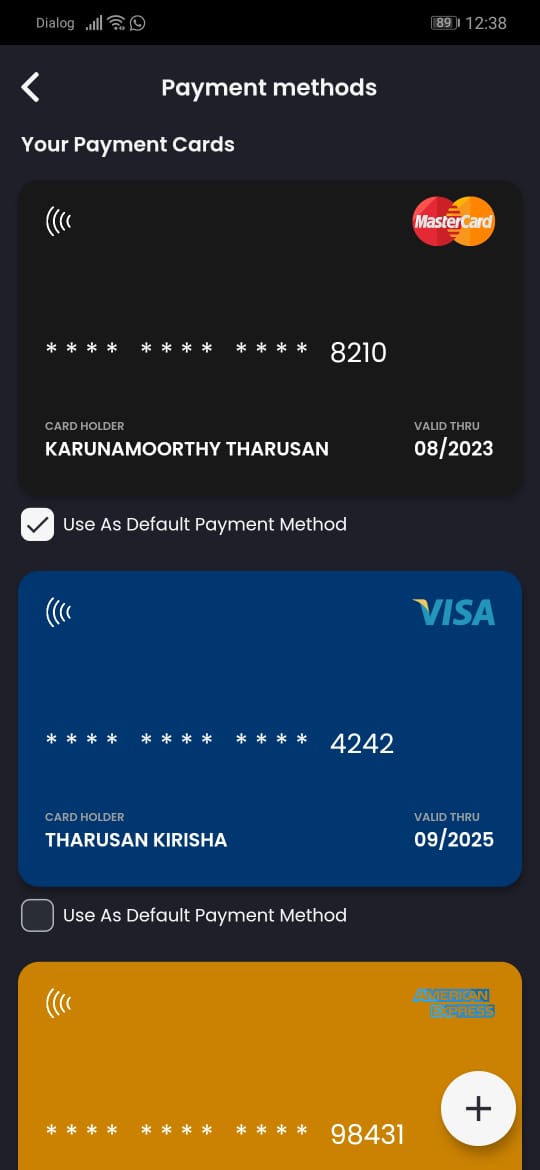 Dialog 89 12:38
Payment methods
Your Payment Cards
MasterCard
* * * * * * * * * * * * 8210
CARD HOLDER VALID THRU
KARUNAMOORTHY THARUSAN 08/2023
Use As Default Payment Method
VISA
* * * * * * * * * * * * 4242
CARD HOLDER VALID THRU
THARUSAN KIRISHA 09/2025
Use As Default Payment Method
AMERICAN
EXPRESS
* * * * * * * * * * * * 98431
+